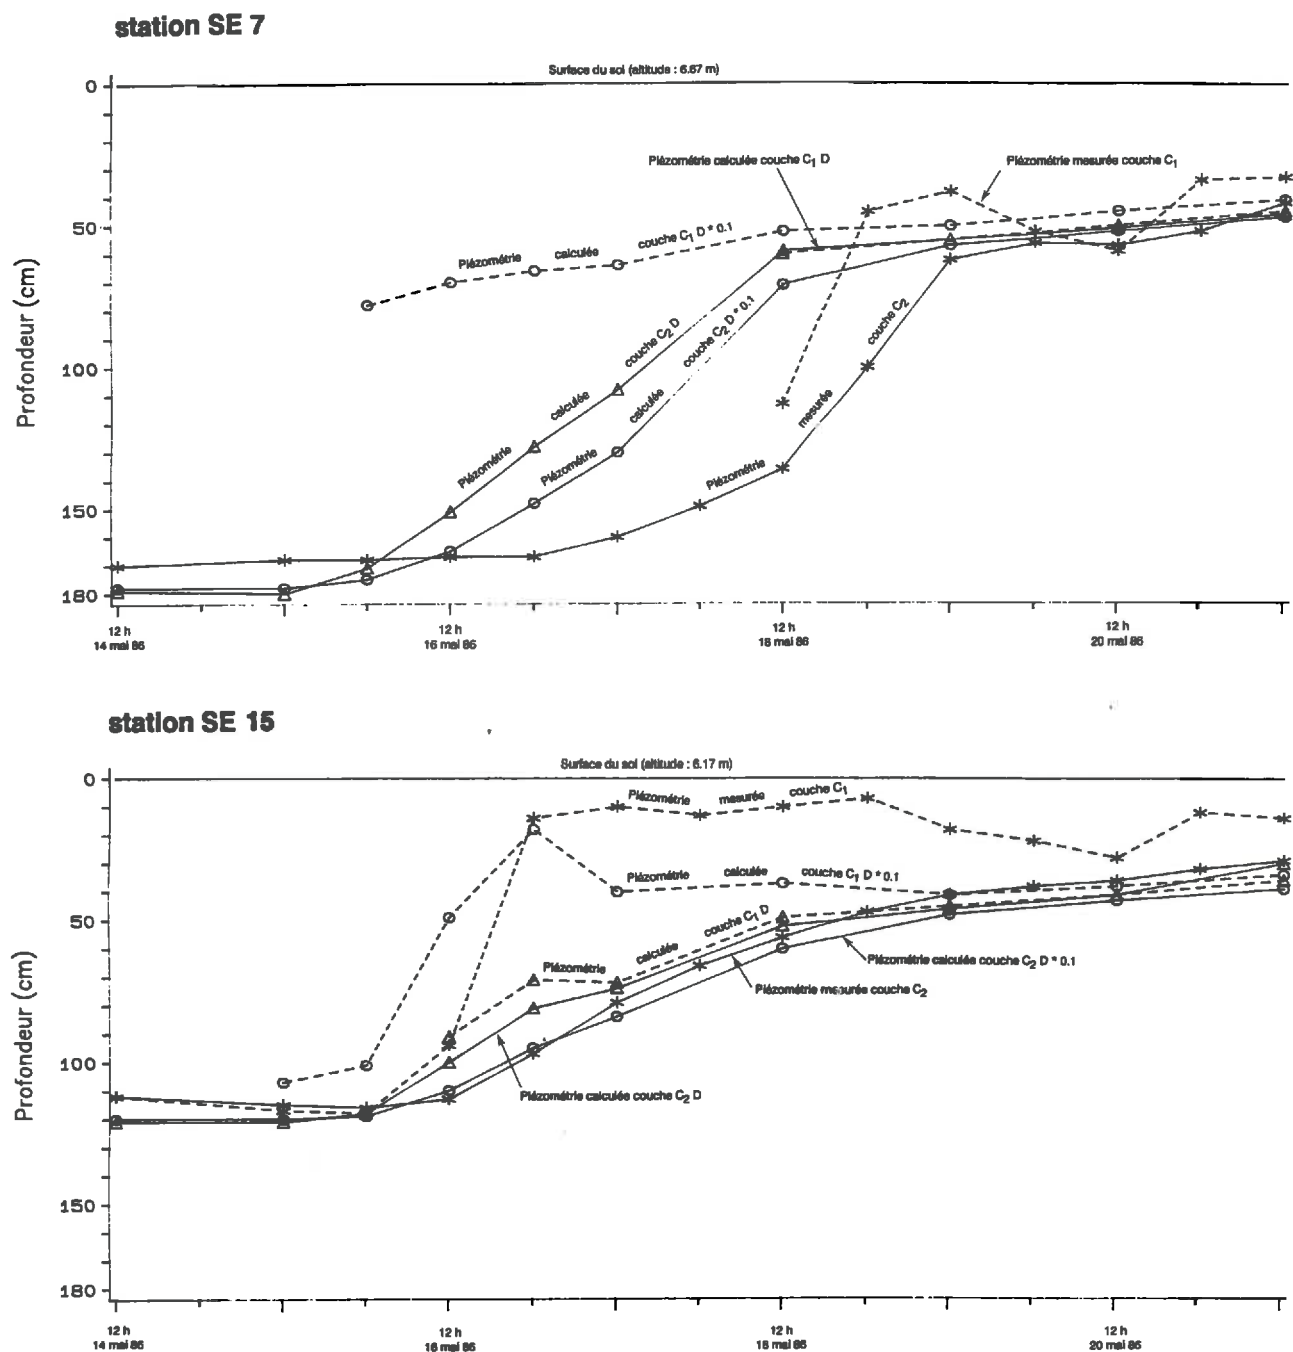 station SE 7
Surface du sol (altitude : 6.67 m)
0
50
100
150
180
Profondeur (cm)
Piézométrie calculée couche C1 D
Piézométrie mesurée couche C1
Piézométrie calculée couche C1 D * 0.1
Piézométrie calculée couche C2 D
Piézométrie calculée couche C2 D * 0.1
Piézométrie mesurée couche C2
12 h
14 mai 86
12 h
16 mai 86
12 h
18 mai 86
12 h
20 mai 86
station SE 15
Surface du sol (altitude : 6.17 m)
0
50
100
150
180
Profondeur (cm)
Piézométrie mesurée couche C1
Piézométrie calculée couche C1 D * 0.1
Piézométrie calculée couche C1 D
Piézométrie calculée couche C2 D * 0.1
Piézométrie mesurée couche C2
Piézométrie calculée couche C2 D
12 h
14 mai 86
12 h
16 mai 86
12 h
18 mai 86
12 h
20 mai 86